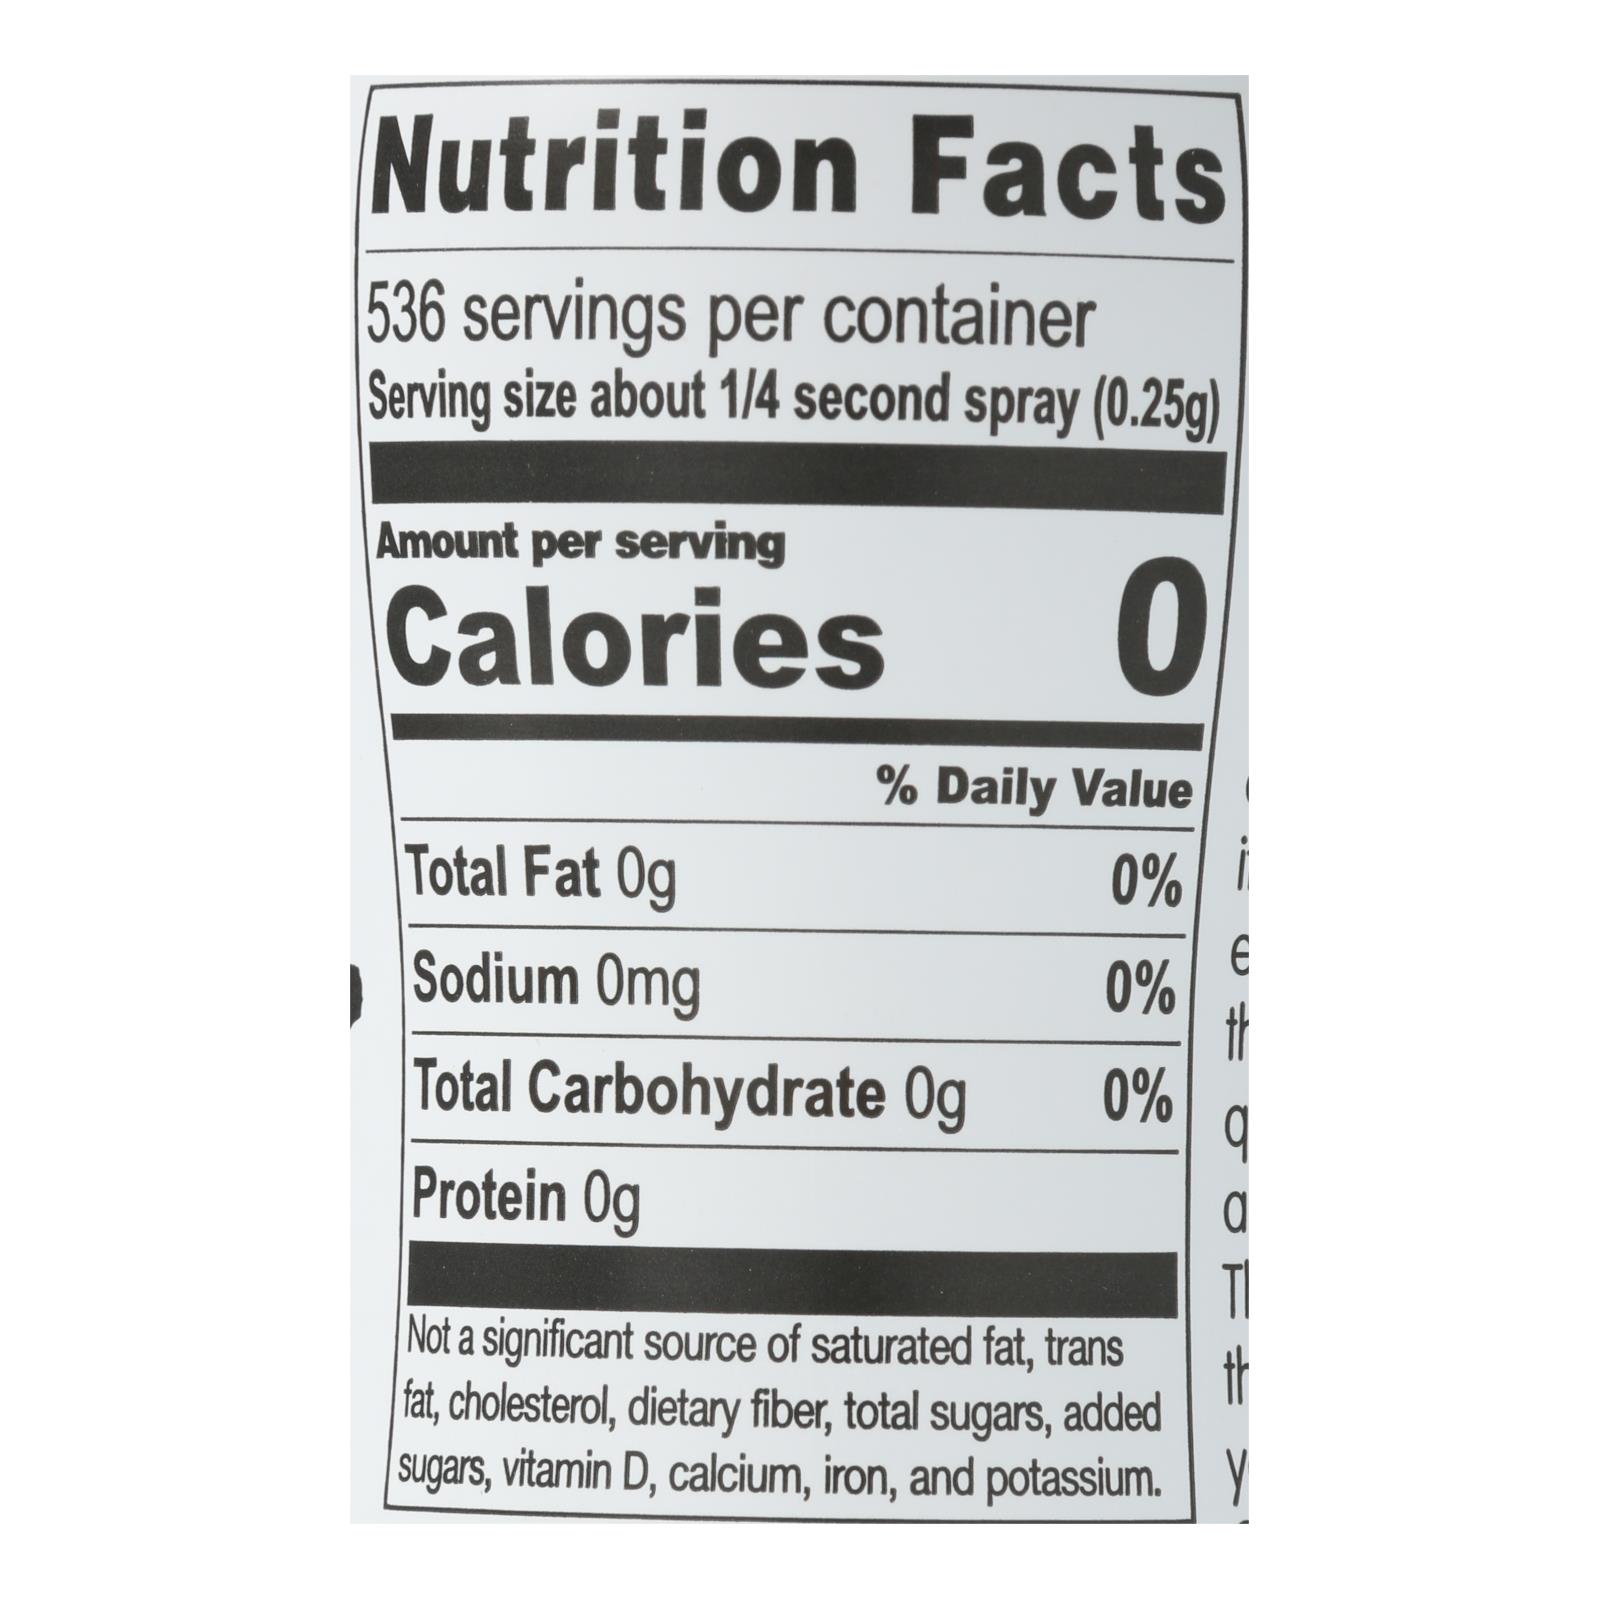 Nutrition Facts
536 servings per container
Serving size about 1/4 second spray (0.25g)
Amount per serving
Calories 0
% Daily Value
Total Fat 0g 0%
Sodium 0mg 0%
Total Carbohydrate 0g 0%
Protein 0g
Not a significant source of saturated fat, trans
fat, cholesterol, dietary fiber, total sugars, added
sugars, vitamin D, calcium, iron, and potassium.